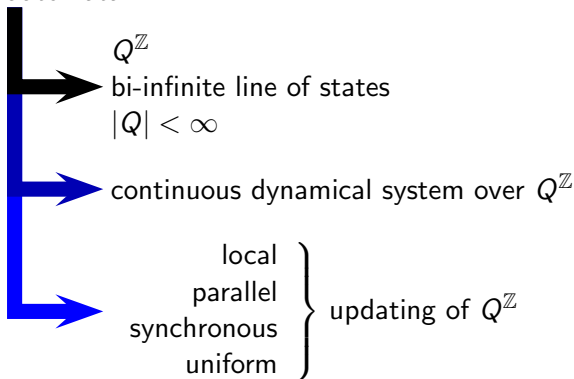 Q^ℤ
bi-infinite line of states
|Q| < ∞
continuous dynamical system over Q^ℤ
local
parallel
synchronous
uniform
updating of Q^ℤ